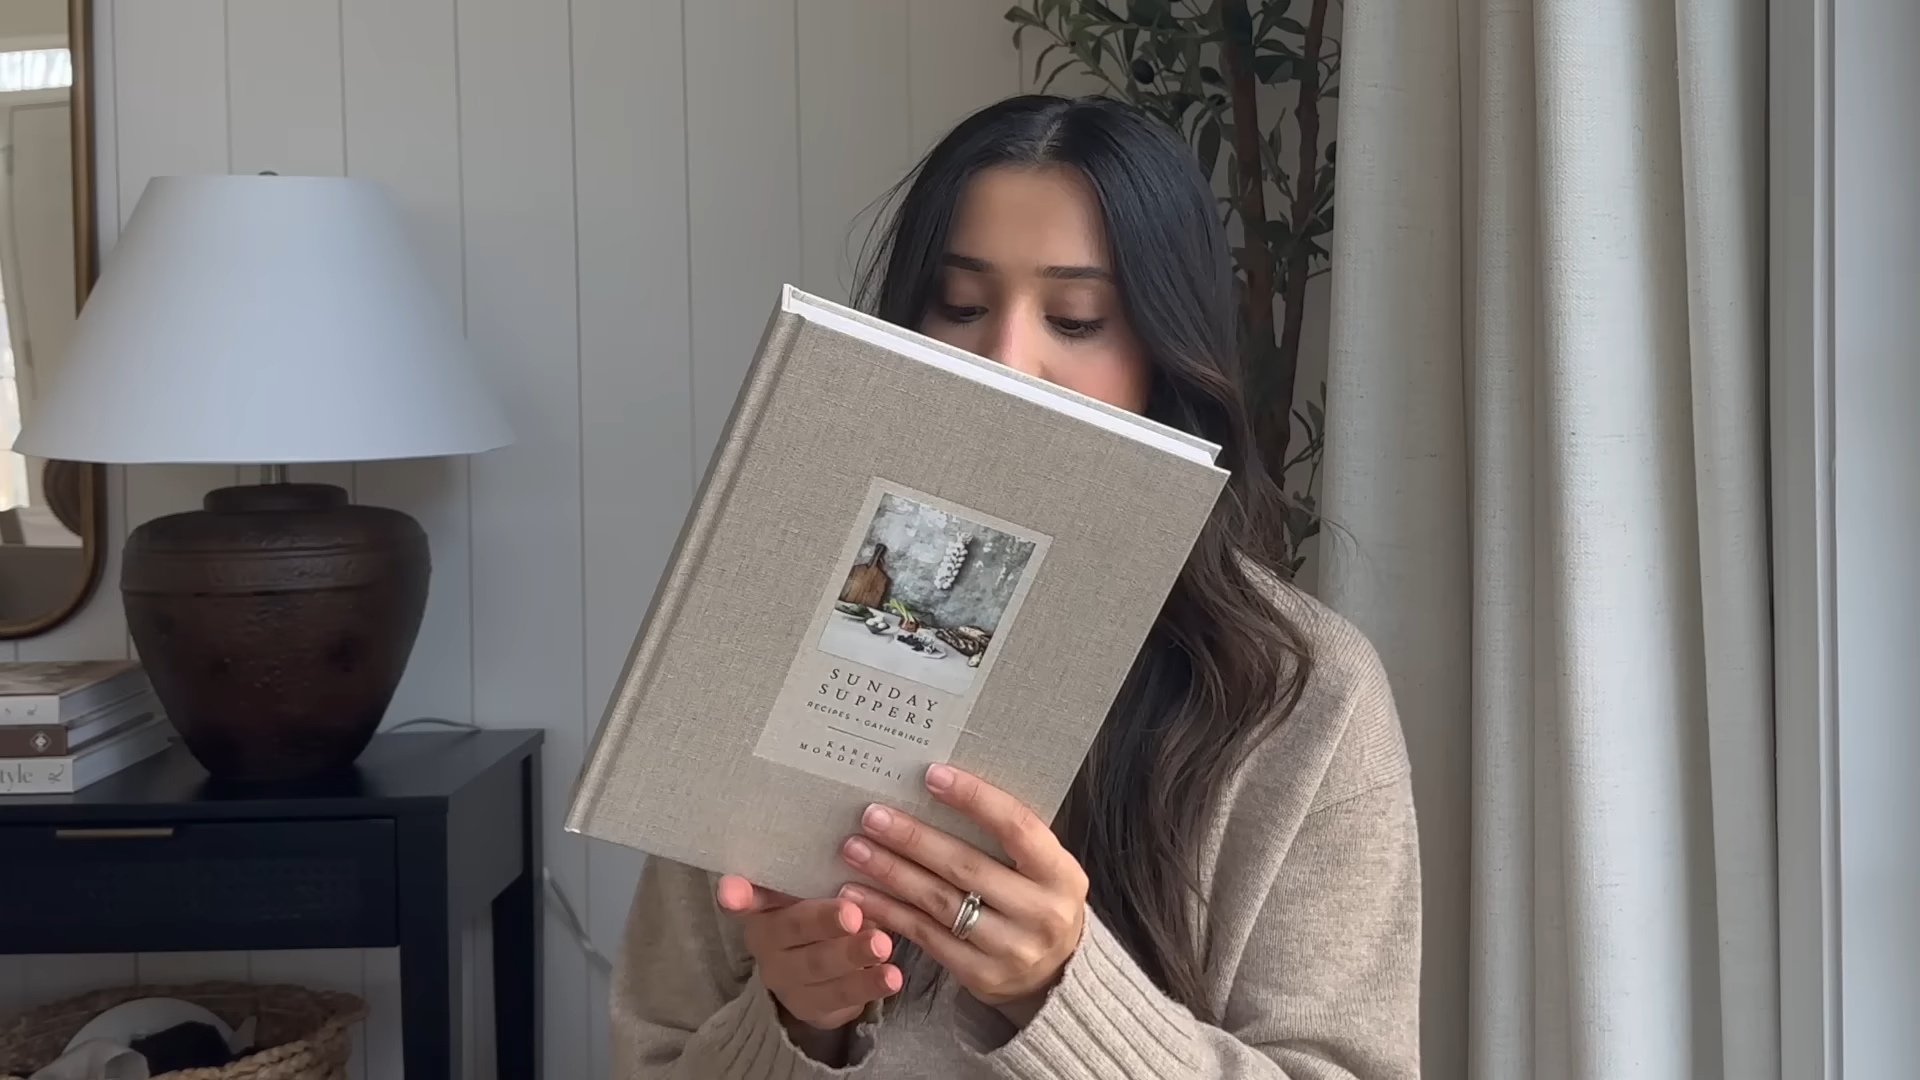 SUNDAY
SUPPERS
RECIPES + GATHERINGS
KAREN
MORDECHAI
tyle